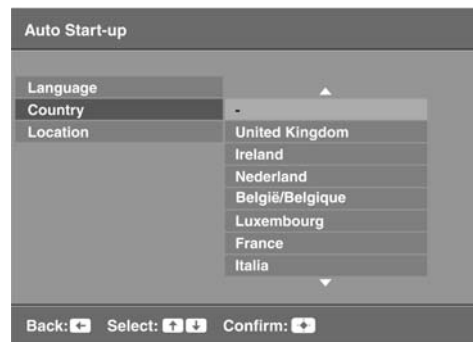 Auto Start-up
Language
Country
-
Location
United Kingdom
Ireland
Nederland
België/Belgique
Luxembourg
France
Italia
Back: Select: Confirm: